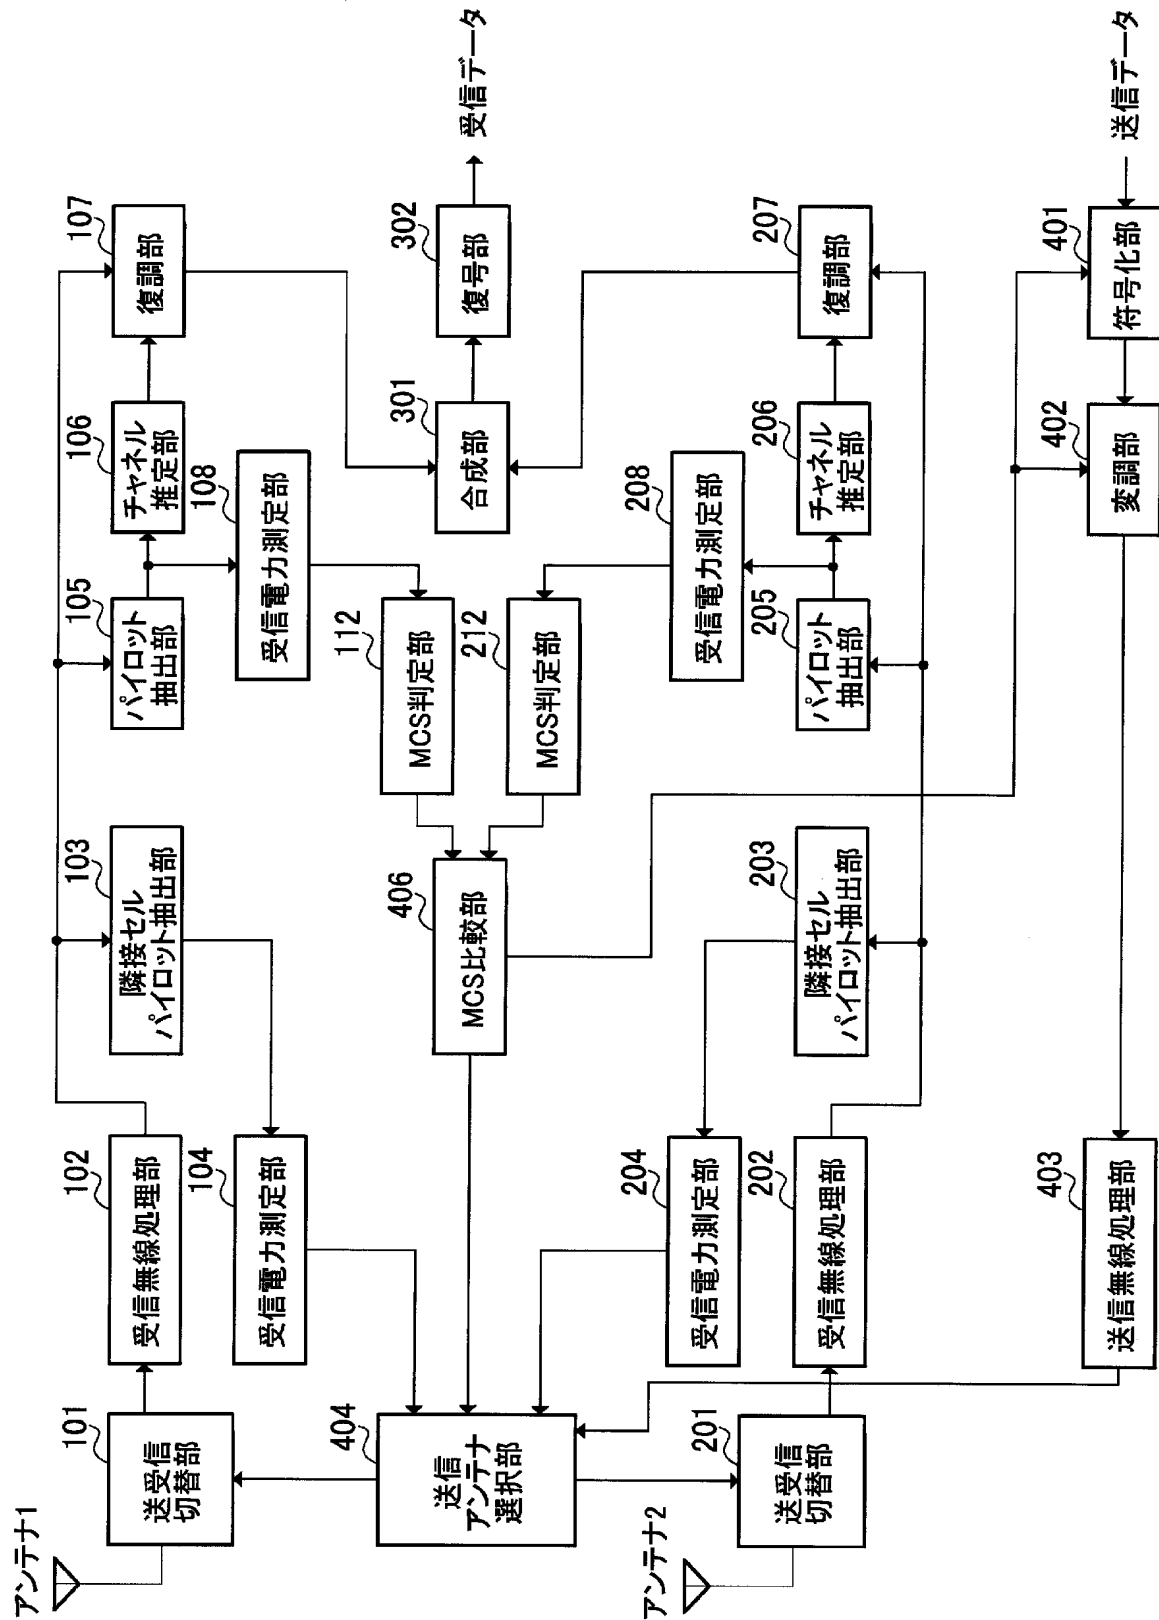 アンテナ1
101
送受信
切替部
102
受信無線処理部
103
隣接セル
パイロット抽出部
104
受信電力測定部
105
パイロット
抽出部
106
チャネル
推定部
107
復調部
108
受信電力測定部
112
MCS判定部
212
MCS判定部
406
MCS比較部
301
合成部
302
復号部
受信データ
404
送信
アンテナ
選択部
アンテナ2
201
送受信
切替部
202
受信無線処理部
203
隣接セル
パイロット抽出部
204
受信電力測定部
205
パイロット
抽出部
206
チャネル
推定部
207
復調部
208
受信電力測定部
403
送信無線処理部
402
変調部
401
符号化部
送信データ